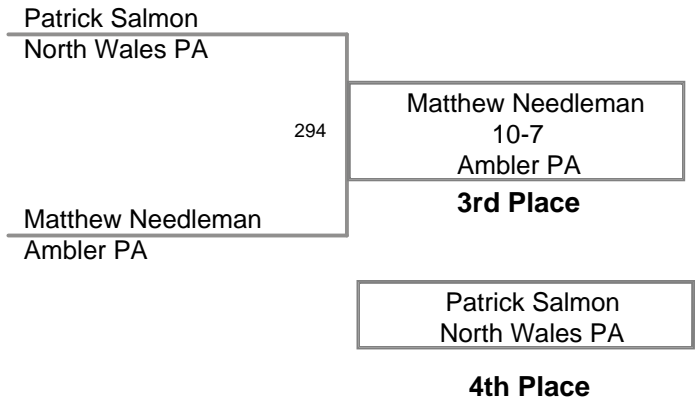 Patrick Salmon
North Wales PA
294
Matthew Needleman
10-7
Ambler PA
3rd Place
Matthew Needleman
Ambler PA
Patrick Salmon
North Wales PA
4th Place